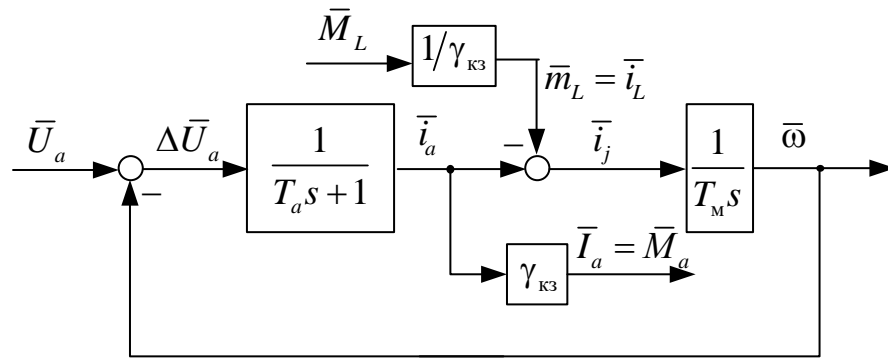 M̄_L
1/γ_кз
m̄_L = ī_L
Ū_a
ΔŪ_a
1/(T_a s + 1)
ī_a
ī_j
1/(T_м s)
ω̄
−
−
Ī_a = M̄_a
γ_кз